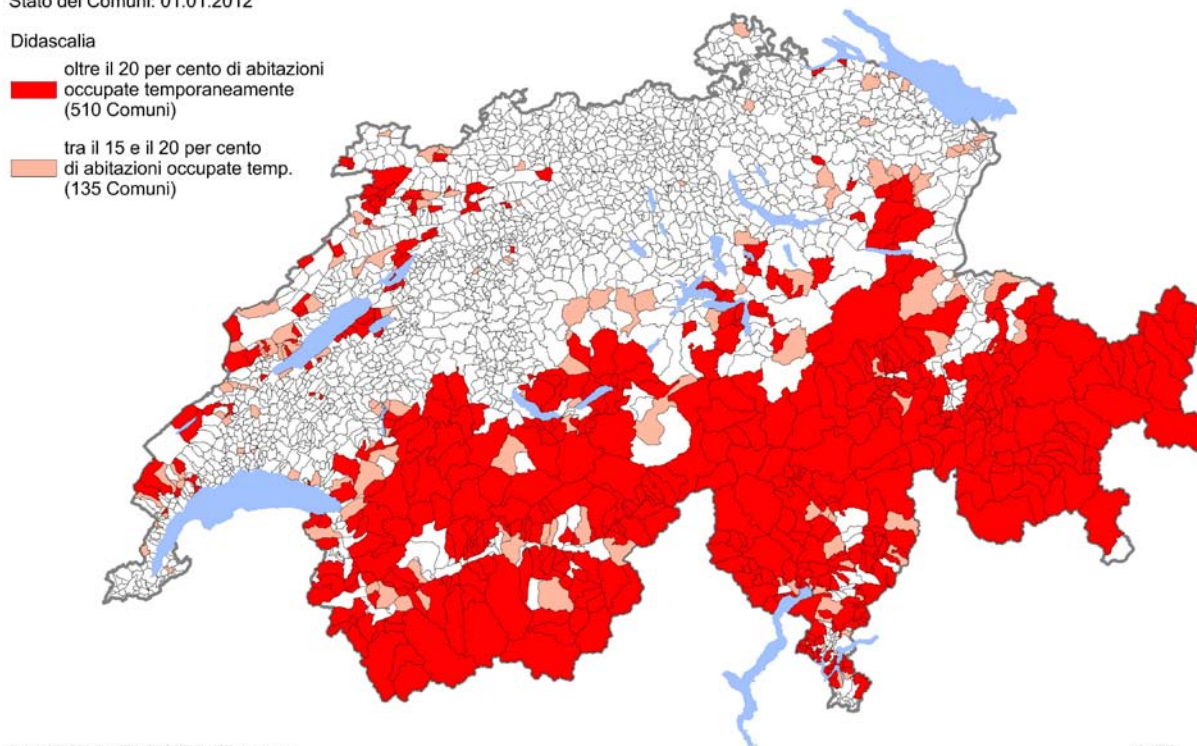 Stato dei Comuni: 01.01.2012
Didascalia
oltre il 20 per cento di abitazioni
occupate temporaneamente
(510 Comuni)
tra il 15 e il 20 per cento
di abitazioni occupate temp.
(135 Comuni)